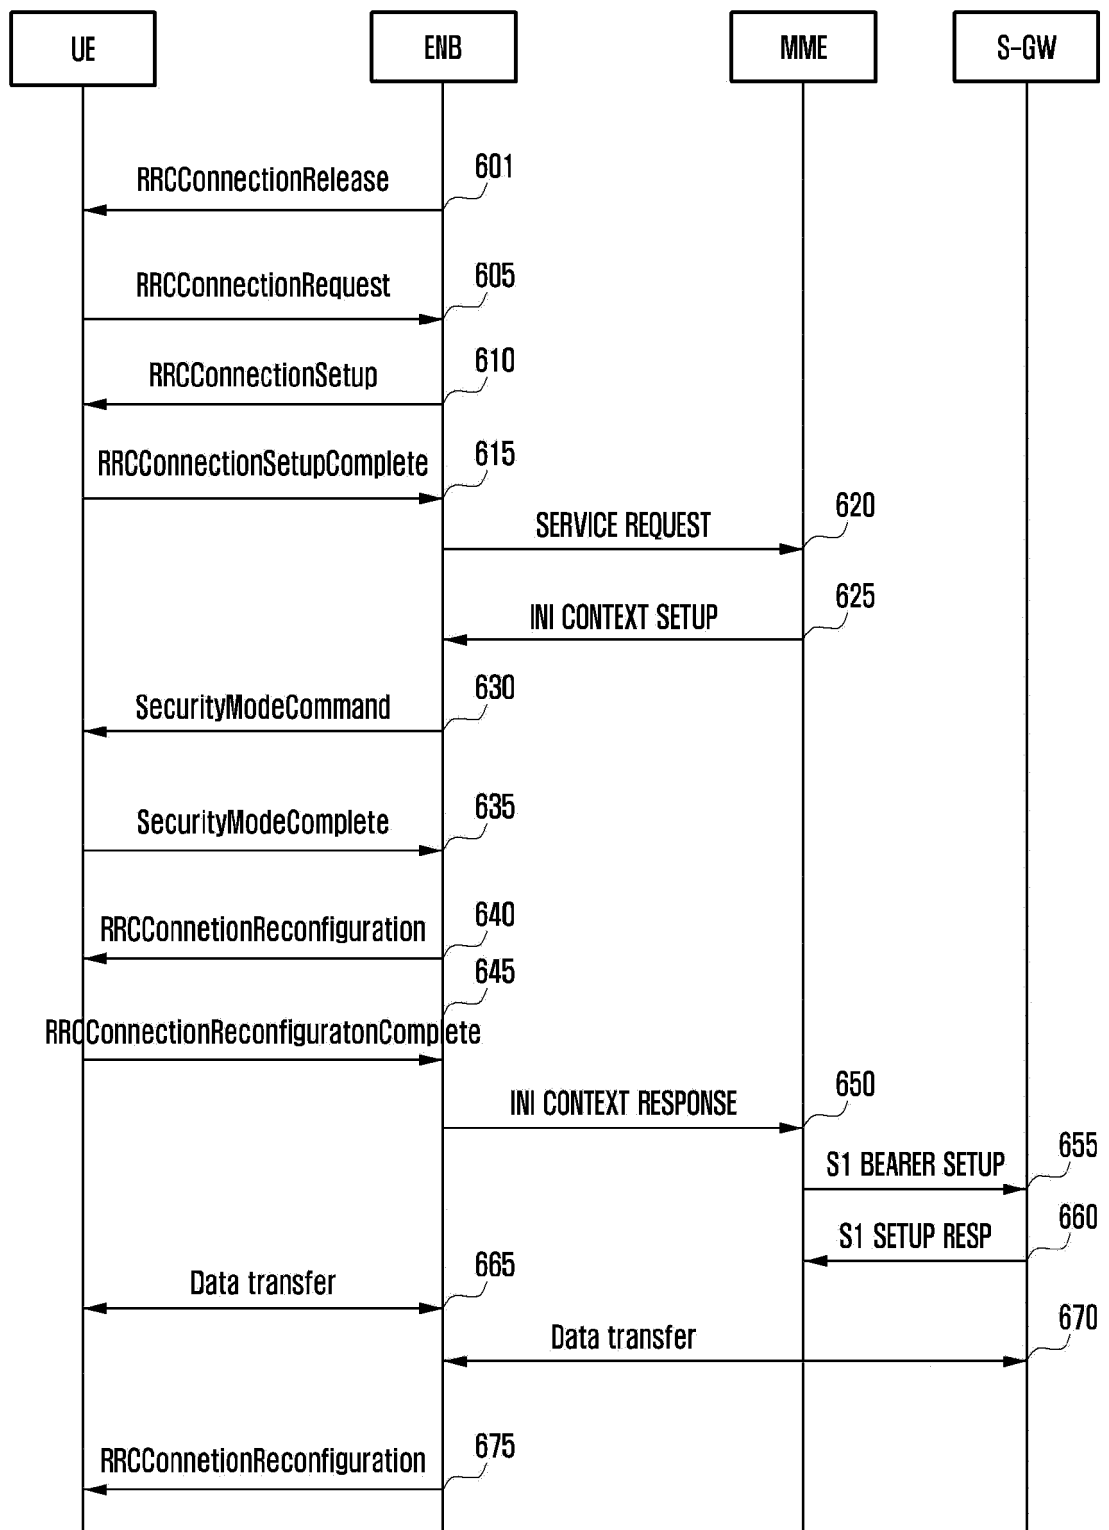 UE
ENB
MME
S-GW
601
RRCConnectionRelease
605
RRCConnectionRequest
610
RRCConnectionSetup
615
RRCConnectionSetupComplete
620
SERVICE REQUEST
625
INI CONTEXT SETUP
630
SecurityModeCommand
635
SecurityModeComplete
640
RRCConnetionReconfiguration
645
RRCConnectionReconfiguratonComplete
650
INI CONTEXT RESPONSE
655
S1 BEARER SETUP
660
S1 SETUP RESP
665
Data transfer
670
Data transfer
675
RRCConnetionReconfiguration